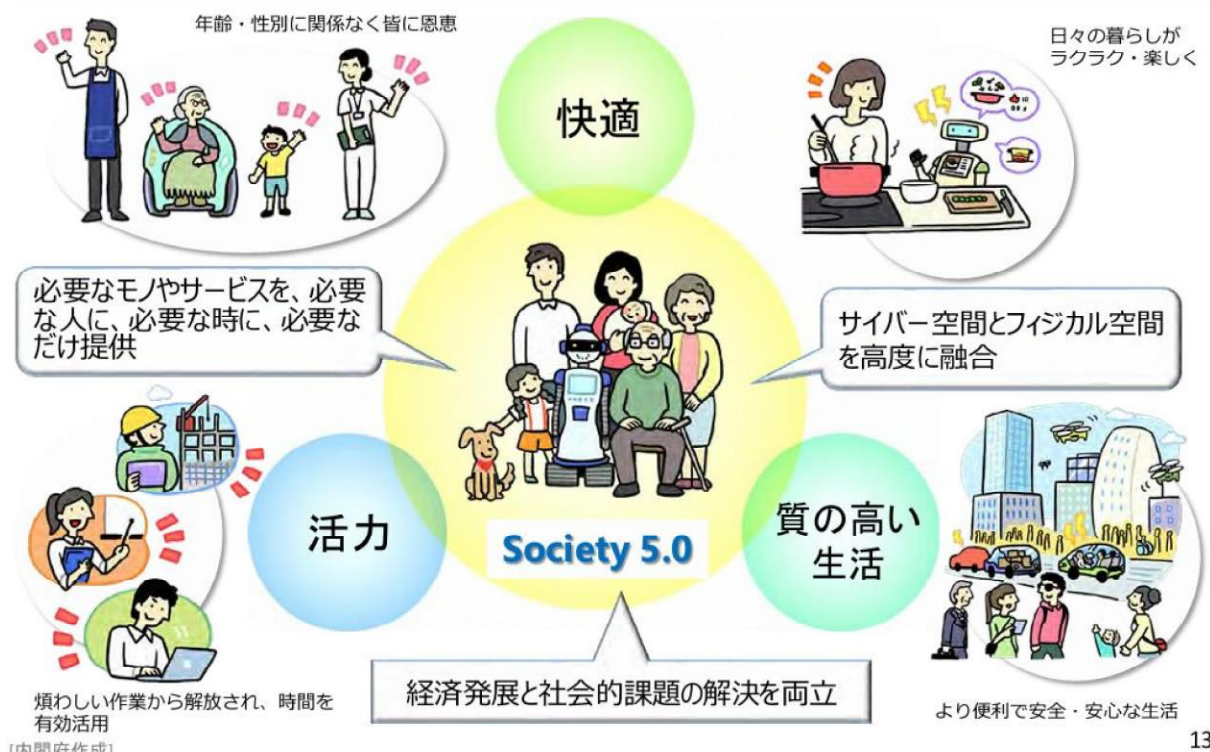 年齢・性別に関係なく皆に恩恵
日々の暮らしが
ラクラク・楽しく
快適
必要なモノやサービスを、必要
な人に、必要な時に、必要な
だけ提供
サイバー空間とフィジカル空間
を高度に融合
活力
Society 5.0
質の高い
生活
経済発展と社会的課題の解決を両立
煩わしい作業から解放され、時間を
有効活用
より便利で安全・安心な生活
[内閣府作成]
13